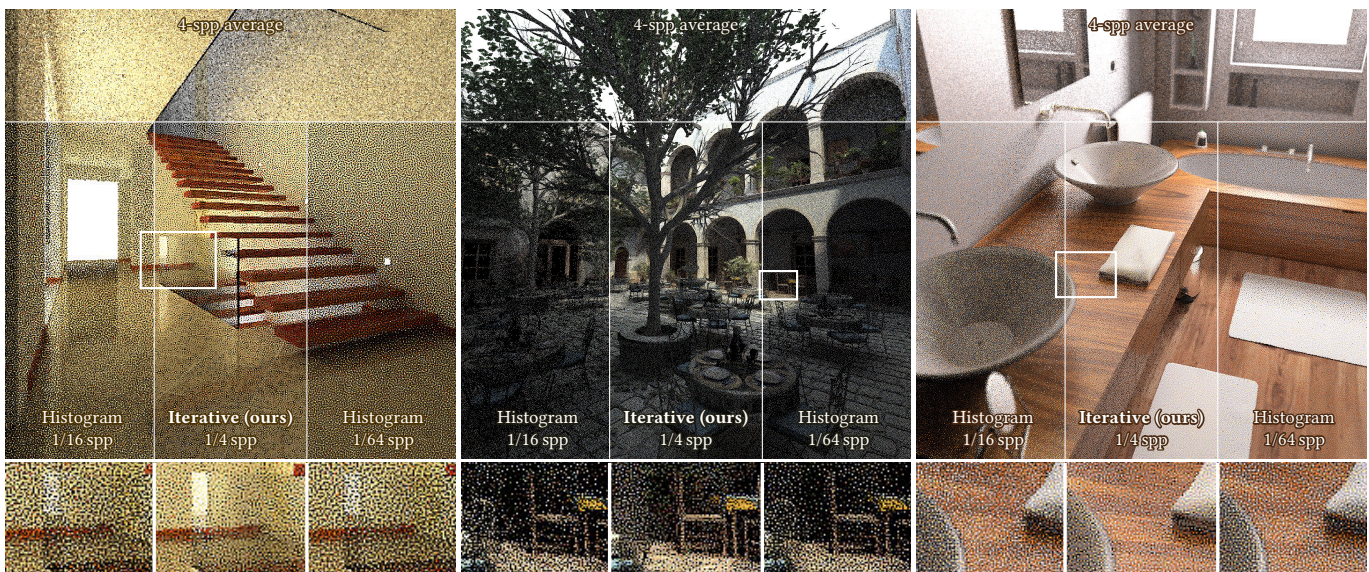 4-spp average
4-spp average
4-spp average
Histogram
1/16 spp
Iterative (ours)
1/4 spp
Histogram
1/64 spp
Histogram
1/16 spp
Iterative (ours)
1/4 spp
Histogram
1/64 spp
Histogram
1/16 spp
Iterative (ours)
1/4 spp
Histogram
1/64 spp